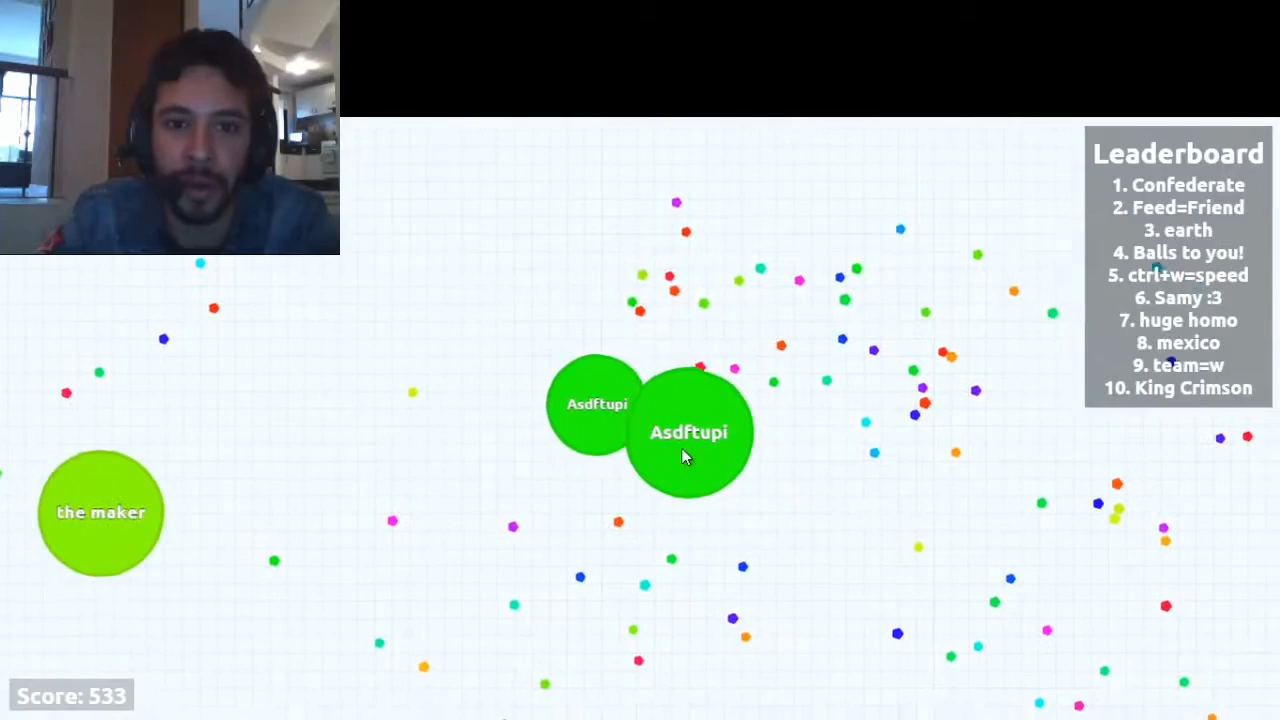 Leaderboard
1. Confederate
2. Feed=Friend
3. earth
4. Balls to you!
5. ctrl+w=speed
6. Samy :3
7. huge homo
8. mexico
9. team=w
10. King Crimson
Asdftupi
Asdftupi
the maker
Score: 533